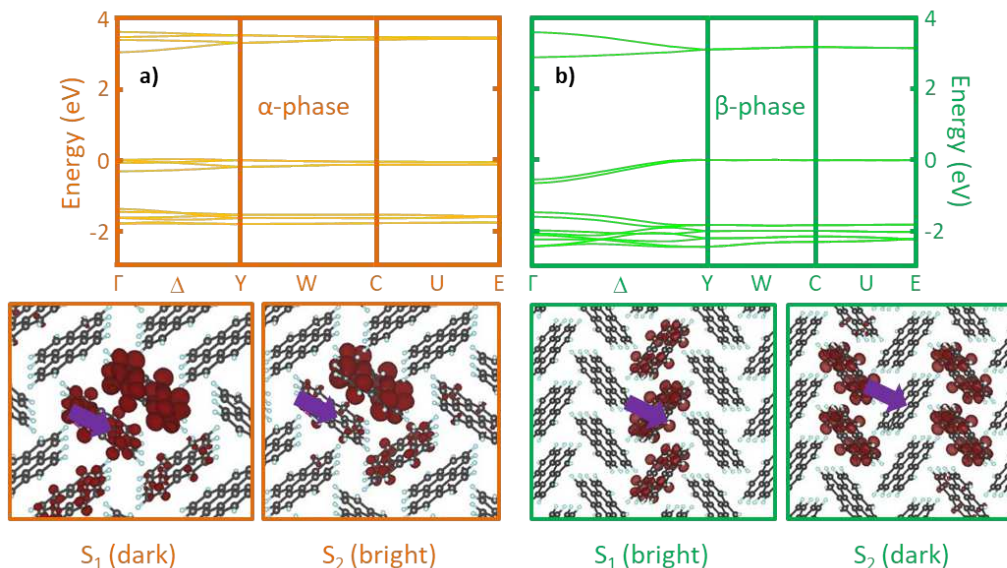 4
2
0
-2
Energy (eV)
a)
α-phase
Γ Δ Y W C U E
b)
β-phase
4
2
0
-2
Energy (eV)
Γ Δ Y W C U E
S₁ (dark)
S₂ (bright)
S₁ (bright)
S₂ (dark)